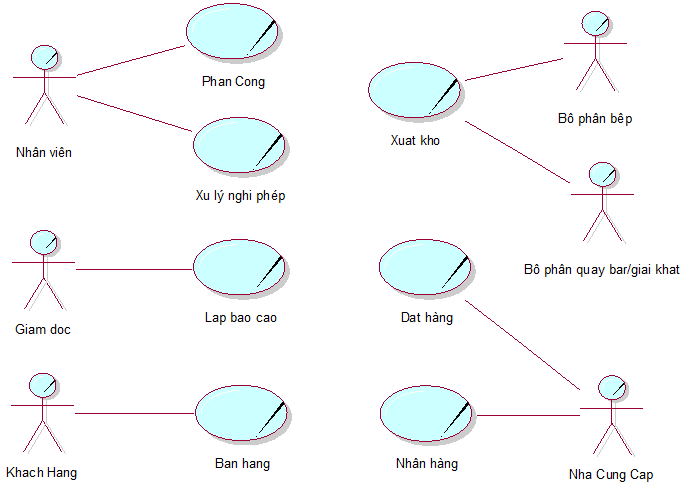 Phan Cong
Nhân viên
Xu lý nghi phép
Xuat kho
Bô phân bêp
Bô phân quay bar/giai khat
Giam doc
Lap bao cao
Dat hàng
Khach Hang
Ban hang
Nhân hàng
Nha Cung Cap